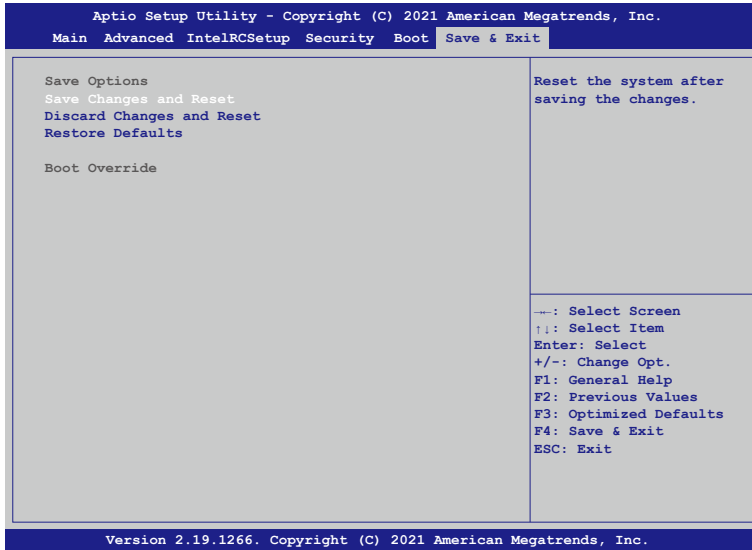 Aptio Setup Utility - Copyright (C) 2021 American Megatrends, Inc.
Main Advanced IntelRCSetup Security Boot Save & Exit
Save Options
Save Changes and Reset
Discard Changes and Reset
Restore Defaults
Boot Override
Reset the system after
saving the changes.
→←: Select Screen
↑↓: Select Item
Enter: Select
+/-: Change Opt.
F1: General Help
F2: Previous Values
F3: Optimized Defaults
F4: Save & Exit
ESC: Exit
Version 2.19.1266. Copyright (C) 2021 American Megatrends, Inc.